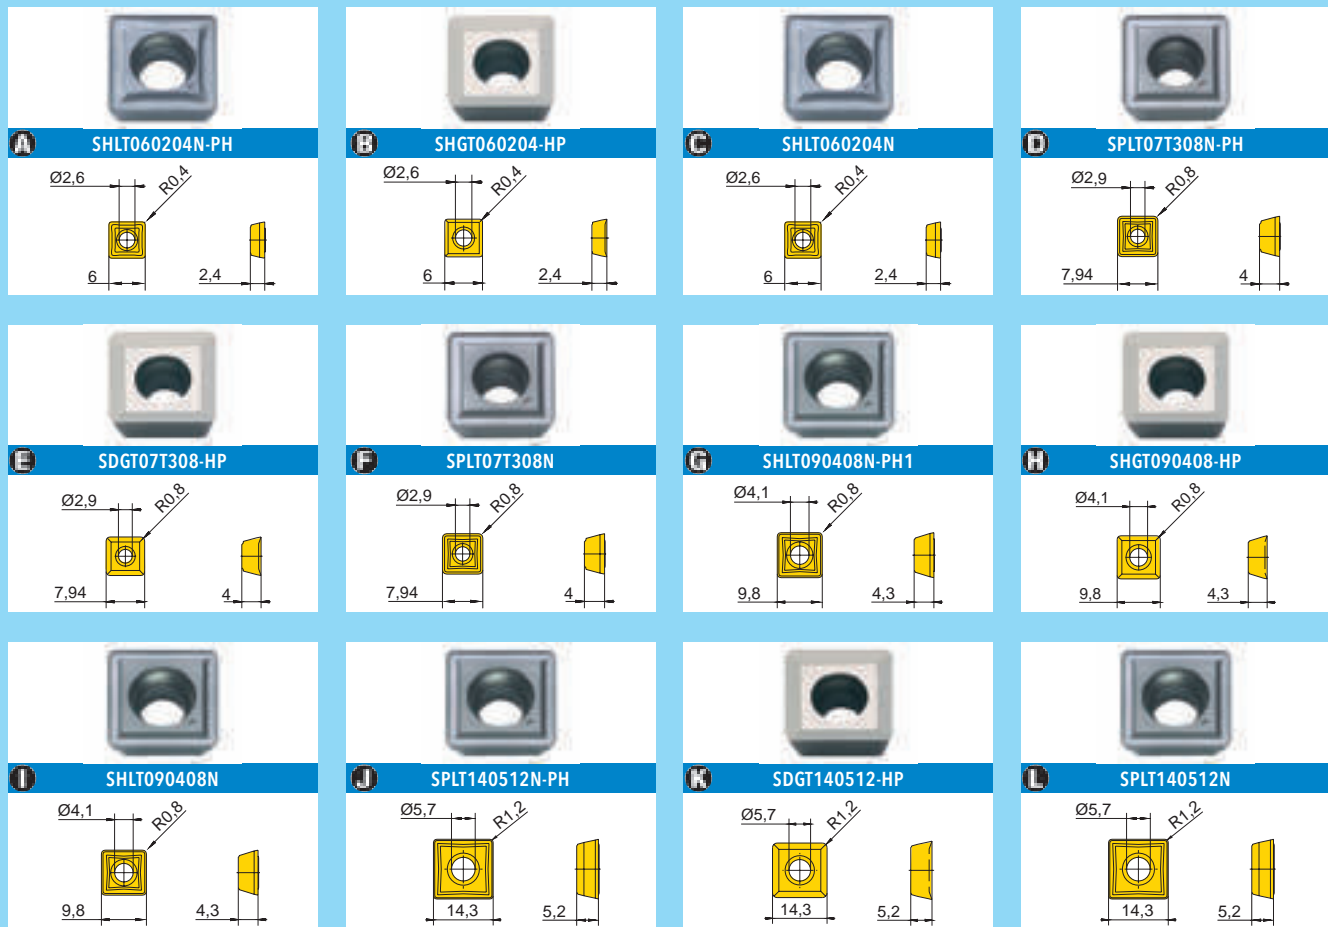 A SHLT060204N-PH
Ø2,6
R0,4
6
2,4
B SHGT060204-HP
Ø2,6
R0,4
6
2,4
C SHLT060204N
Ø2,6
R0,4
6
2,4
D SPLT07T308N-PH
Ø2,9
R0,8
7,94
4
E SDGT07T308-HP
Ø2,9
R0,8
7,94
4
F SPLT07T308N
Ø2,9
R0,8
7,94
4
G SHLT090408N-PH1
Ø4,1
R0,8
9,8
4,3
H SHGT090408-HP
Ø4,1
R0,8
9,8
4,3
I SHLT090408N
Ø4,1
R0,8
9,8
4,3
J SPLT140512N-PH
Ø5,7
R1,2
14,3
5,2
K SDGT140512-HP
Ø5,7
R1,2
14,3
5,2
L SPLT140512N
Ø5,7
R1,2
14,3
5,2